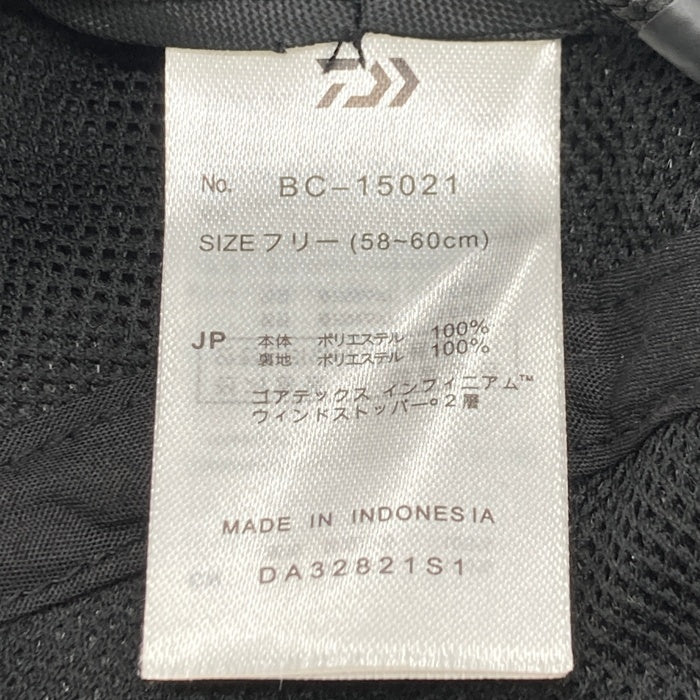 No. BC-15021
SIZE フリー (58~60cm)
JP 本体 ポリエステル 100%
裏地 ポリエステル 100%
ゴアテックス インフィニアム™
ウィンドストッパー® 2層
MADE IN INDONESIA
DA32821S1